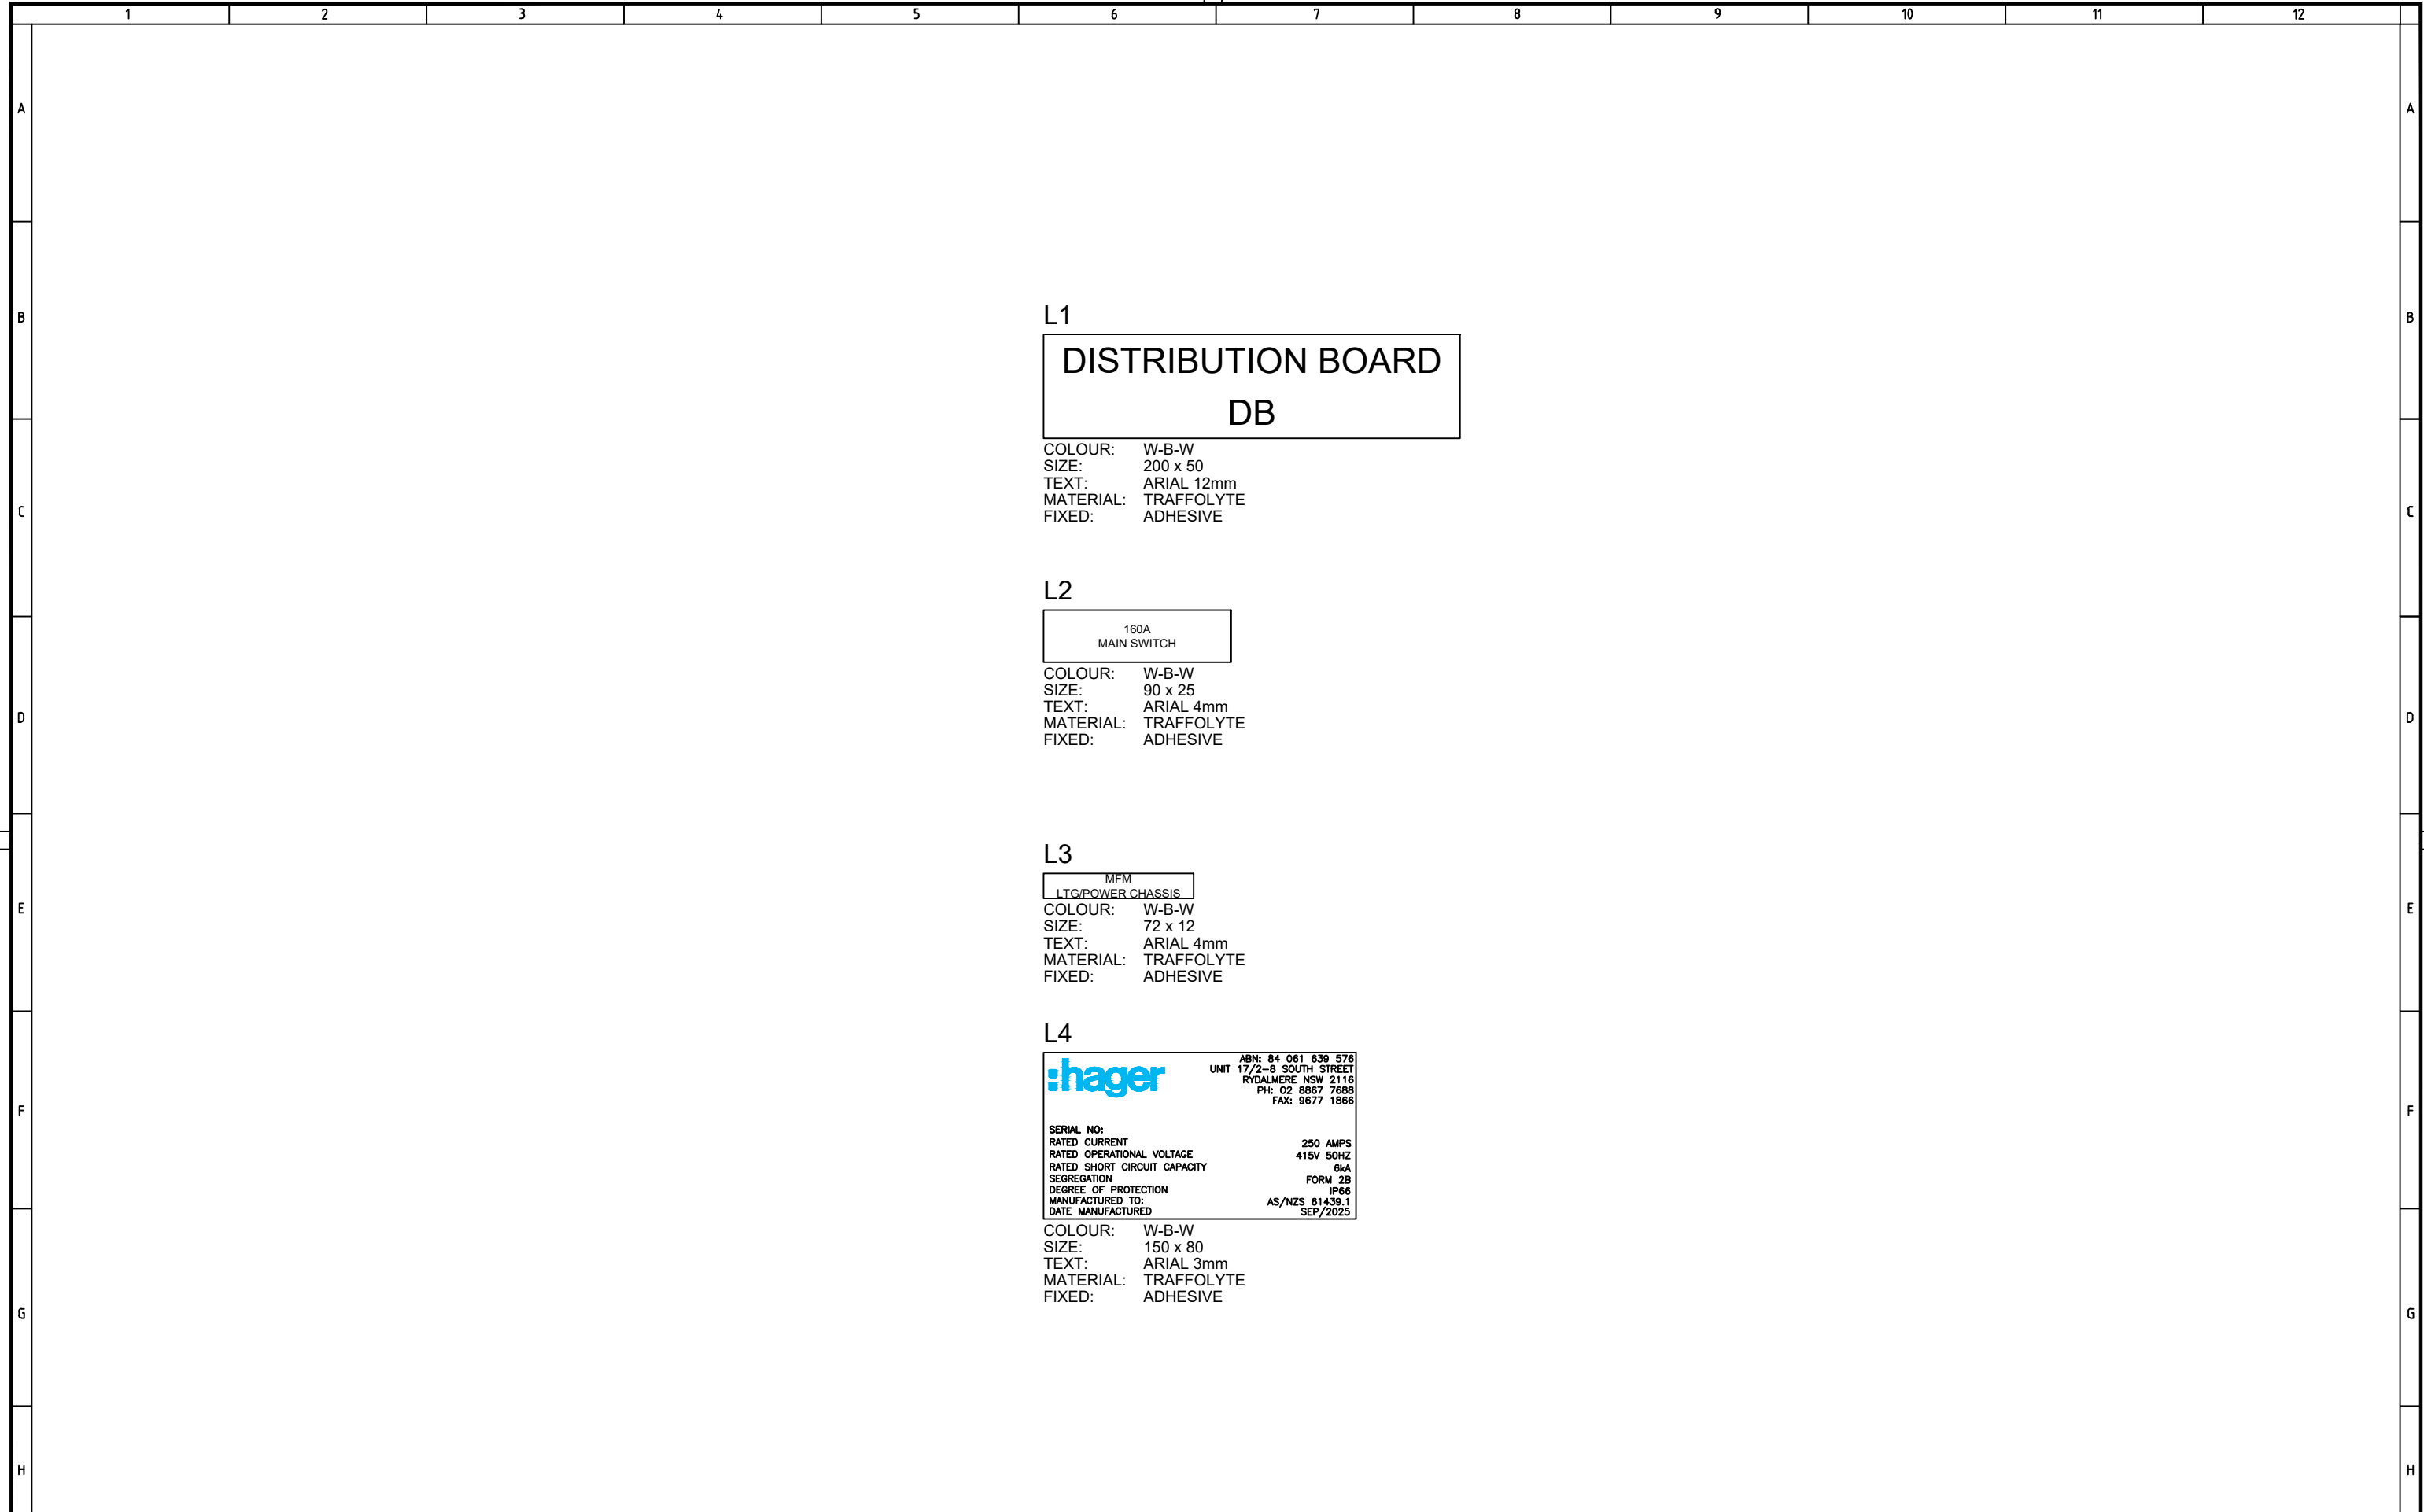 1 2 3 4 5 6 7 8 9 10 11 12
A A
B B
L1
DISTRIBUTION BOARD
DB
COLOUR: W-B-W
SIZE: 200 x 50
TEXT: ARIAL 12mm
MATERIAL: TRAFFOLYTE
FIXED: ADHESIVE
C C
L2
160A
MAIN SWITCH
COLOUR: W-B-W
SIZE: 90 x 25
TEXT: ARIAL 4mm
MATERIAL: TRAFFOLYTE
FIXED: ADHESIVE
D D
L3
MFM
LTG/POWER CHASSIS
COLOUR: W-B-W
SIZE: 72 x 12
TEXT: ARIAL 4mm
MATERIAL: TRAFFOLYTE
FIXED: ADHESIVE
E E
L4
:hager
ABN: 84 061 639 576
UNIT 17/2-8 SOUTH STREET
RYDALMERE NSW 2116
PH: 02 8867 7688
FAX: 9677 1866
F F
SERIAL NO:
RATED CURRENT 250 AMPS
RATED OPERATIONAL VOLTAGE 415V 50HZ
RATED SHORT CIRCUIT CAPACITY 6kA
SEGREGATION FORM 2B
DEGREE OF PROTECTION IP66
MANUFACTURED TO: AS/NZS 61439.1
DATE MANUFACTURED SEP/2025
COLOUR: W-B-W
SIZE: 150 x 80
TEXT: ARIAL 3mm
MATERIAL: TRAFFOLYTE
FIXED: ADHESIVE
G G
H H